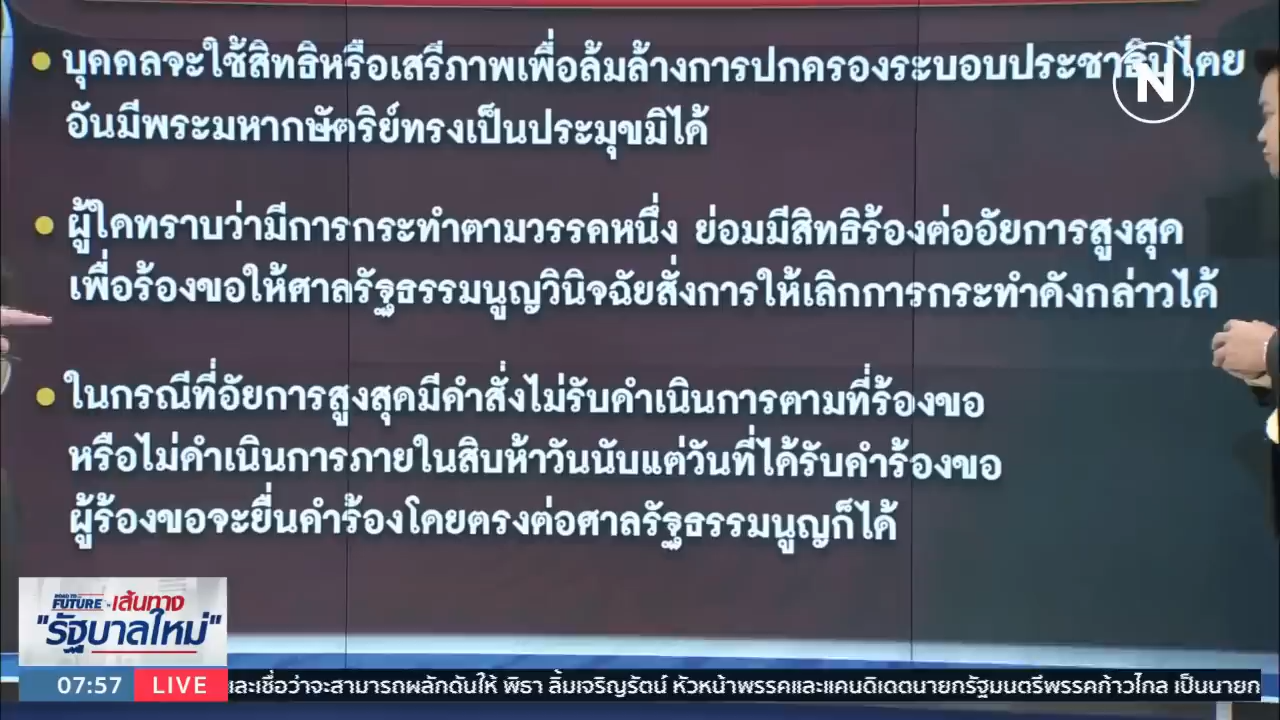 • บุคคลจะใช้สิทธิหรือเสรีภาพเพื่อล้มล้างการปกครองระบอบประชาธิปไตย
อันมีพระมหากษัตริย์ทรงเป็นประมุขมิได้
• ผู้ใดทราบว่ามีการกระทำตามวรรคหนึ่ง ย่อมมีสิทธิร้องต่ออัยการสูงสุด
เพื่อร้องขอให้ศาลรัฐธรรมนูญวินิจฉัยสั่งการให้เลิกการกระทำดังกล่าวได้
• ในกรณีที่อัยการสูงสุดมีคำสั่งไม่รับดำเนินการตามที่ร้องขอ
หรือไม่ดำเนินการภายในสิบห้าวันนับแต่วันที่ได้รับคำร้องขอ
ผู้ร้องขอจะยื่นคำร้องโดยตรงต่อศาลรัฐธรรมนูญก็ได้
N
ROAD TO FUTURE เส้นทาง
"รัฐบาลใหม่"
07:57 LIVE และเชื่อว่าจะสามารถผลักดันให้ พิธา ลิ้มเจริญรัตน์ หัวหน้าพรรคและแคนดิเดตนายกรัฐมนตรีพรรคก้าวไกล เป็นนายก